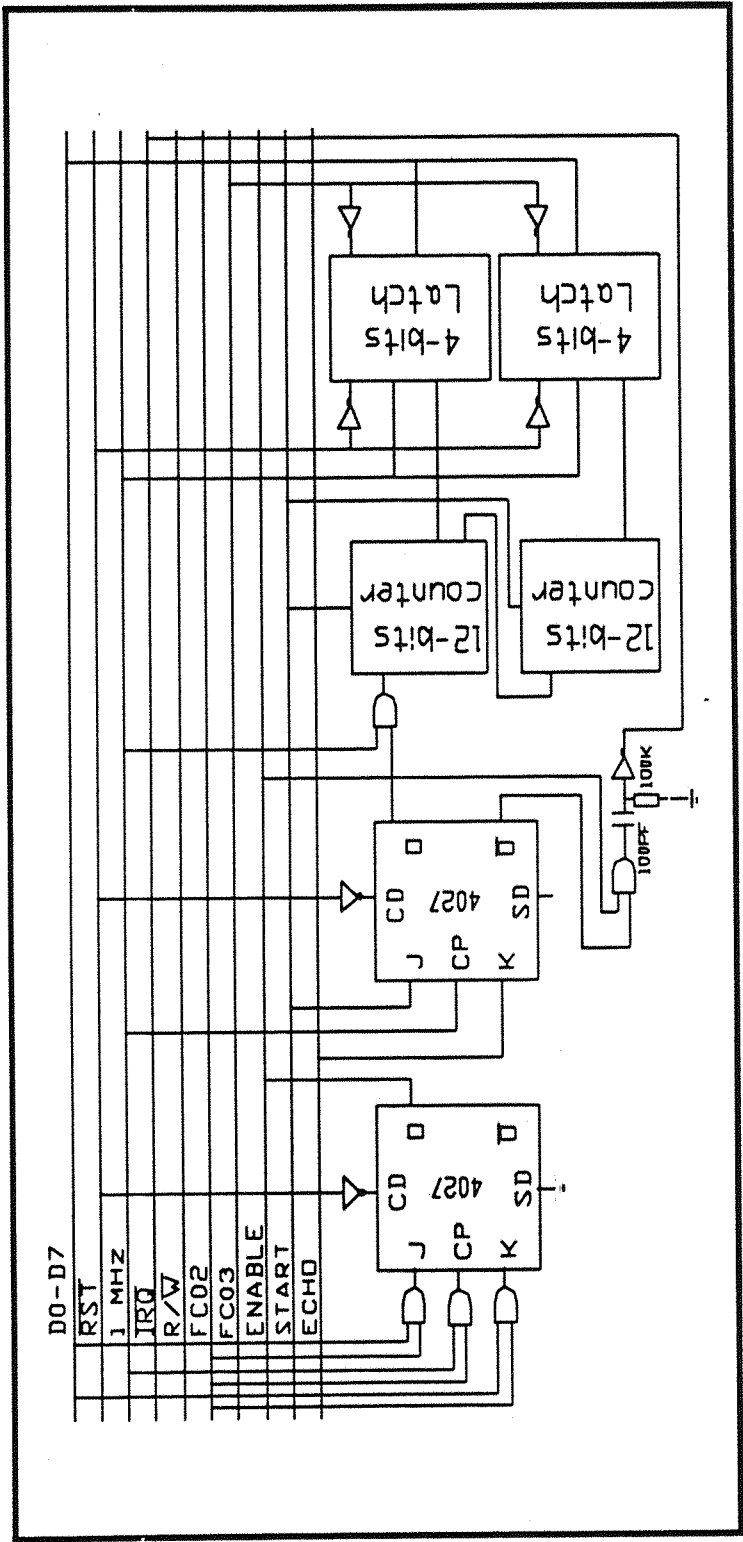 D0-D7
RST
1 MHz
IRQ
R/W
FC02
FC03
ENABLE
START
ECHO
J
CP
K
CD
4027
SD
Q
Q
J
CP
K
CD
4027
SD
Q
Q
100PF
100K
12-bits
counter
12-bits
counter
4-bits
Latch
4-bits
Latch